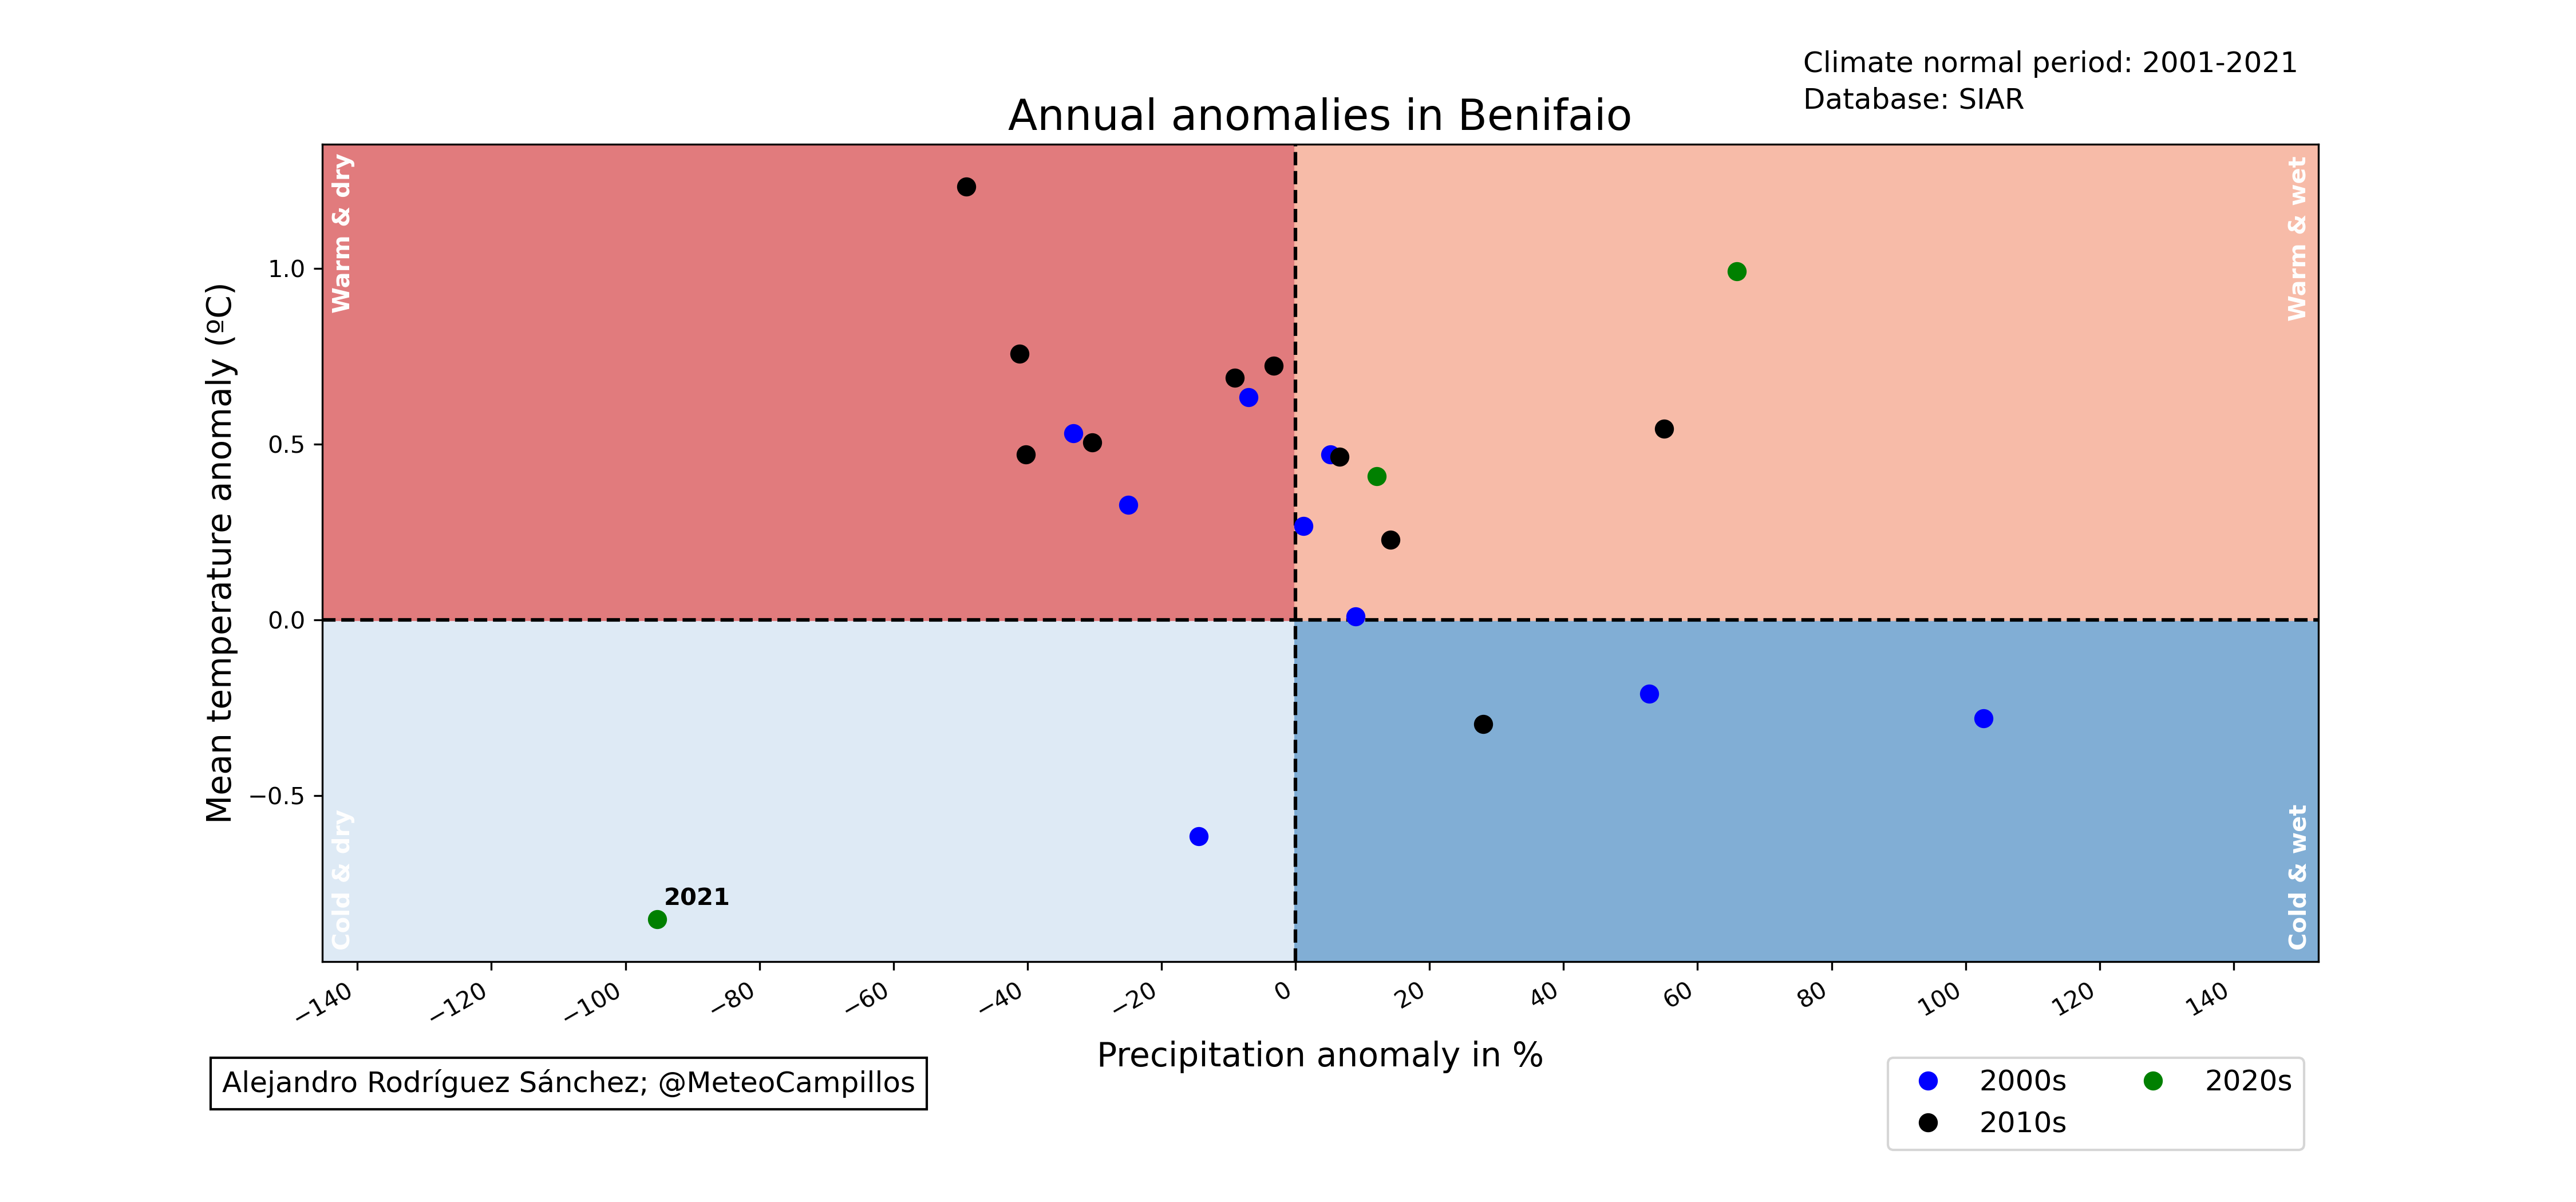 Climate normal period: 2001-2021
Database: SIAR
Annual anomalies in Benifaio
Warm & dry
Warm & wet
Mean temperature anomaly (ºC)
1.0
0.5
0.0
−0.5
Cold & dry
Cold & wet
2021
−140 −120 −100 −80 −60 −40 −20 0 20 40 60 80 100 120 140
Precipitation anomaly in %
Alejandro Rodríguez Sánchez; @MeteoCampillos
2000s 2020s
2010s